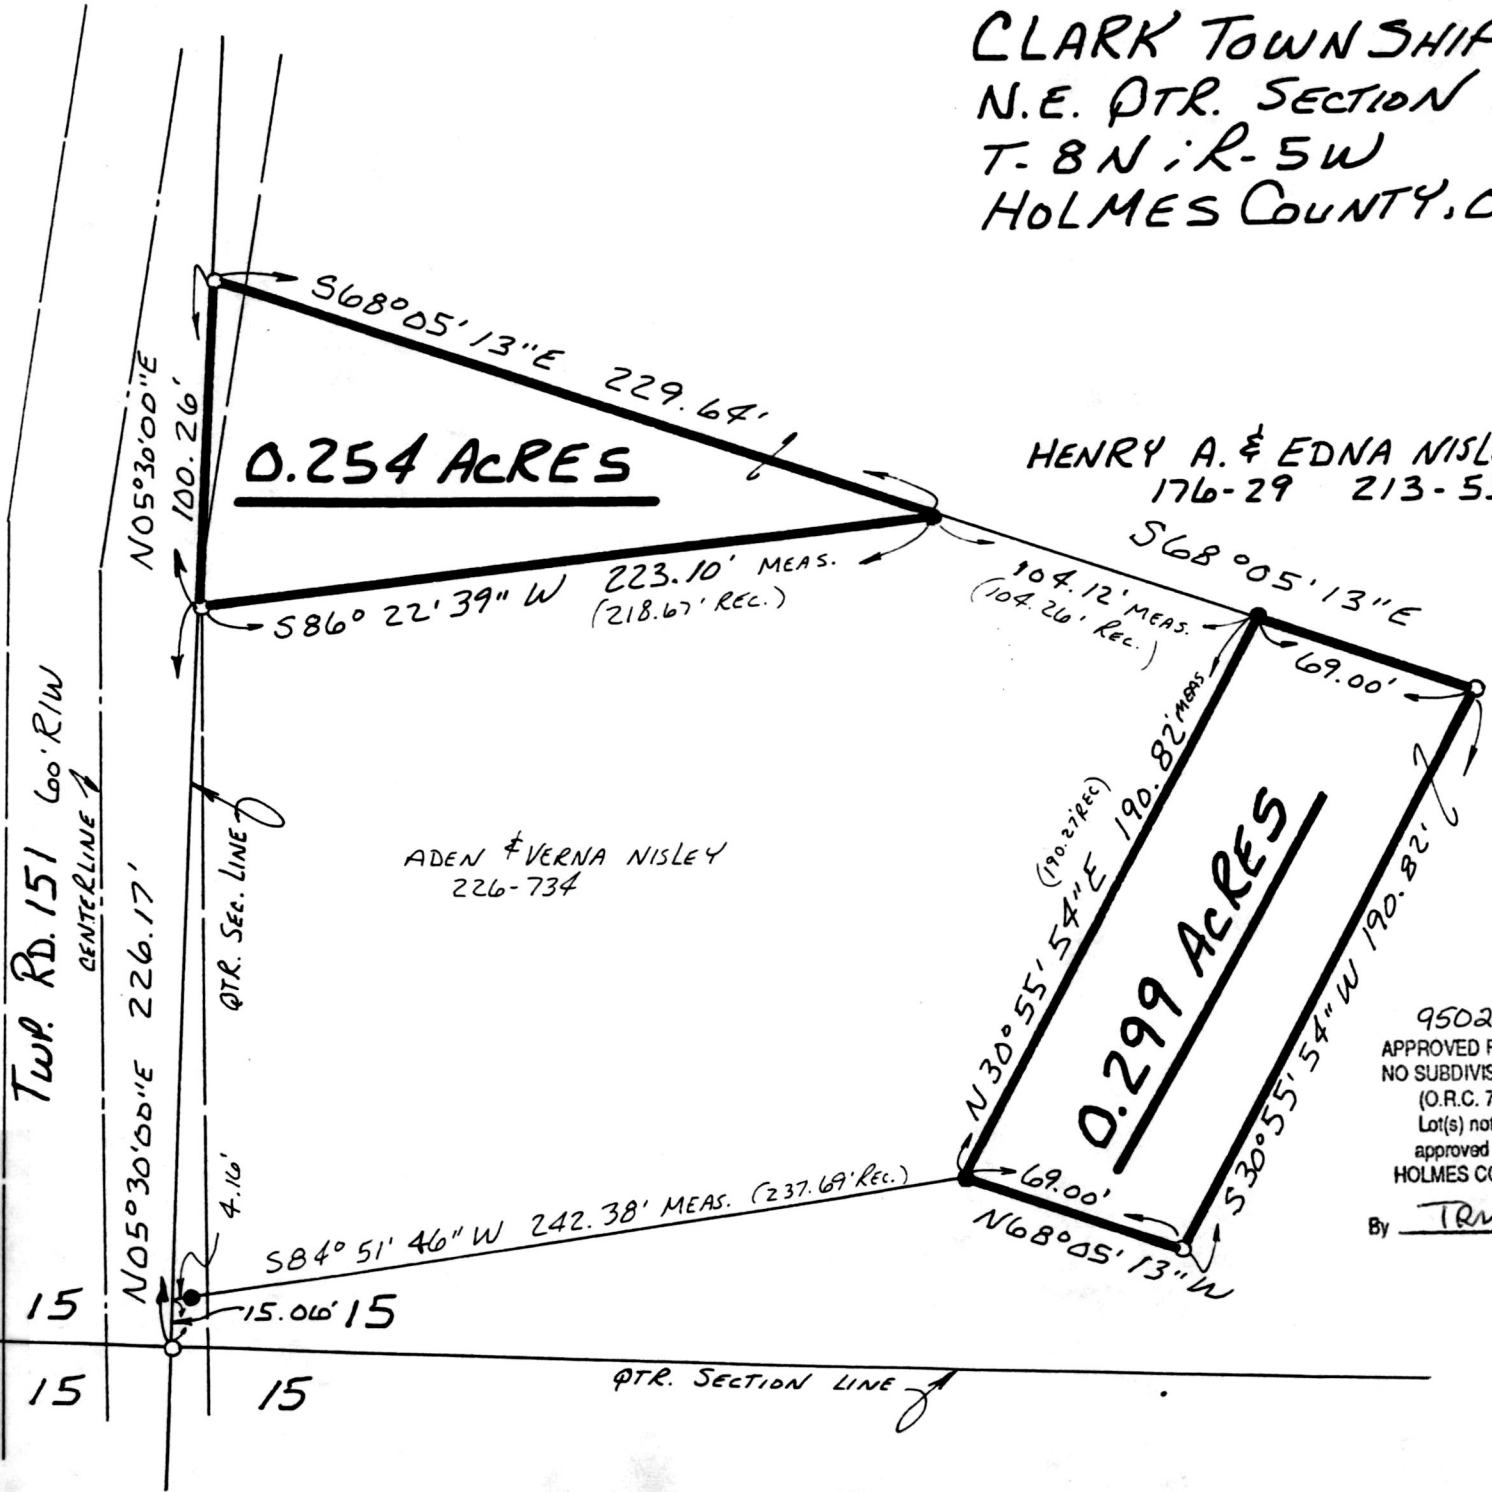 CLARK TOWNSHIP
N.E. QTR. SECTION
T-8N ; R-5W
HOLMES COUNTY, O
S68°05'13"E 229.64'
N05°30'00"E
100.26'
0.254 ACRES
HENRY A. & EDNA NISL
176-29 213-5
S86°22'39"W 223.10' MEAS.
(218.67' REC.)
S68°05'13"E
104.12' MEAS.
(104.26' REC.)
69.00'
TWP. RD. 151 60' R/W
CENTERLINE
QTR. SEC. LINE
N05°30'00"E 226.17'
ADEN & VERNA NISLEY
226-734
N30°55'54"E 190.82' MEAS
(190.27 REC)
0.299 ACRES
S30°55'54"W 190.82'
9502
APPROVED
NO SUBDIVIS
(O.R.C. 7
Lot(s) not
approved
HOLMES CO
By
69.00'
N68°05'13"W
4.16'
S84°51'46"W 242.38' MEAS. (237.69' REC.)
15
15.06' 15
15
15
QTR. SECTION LINE